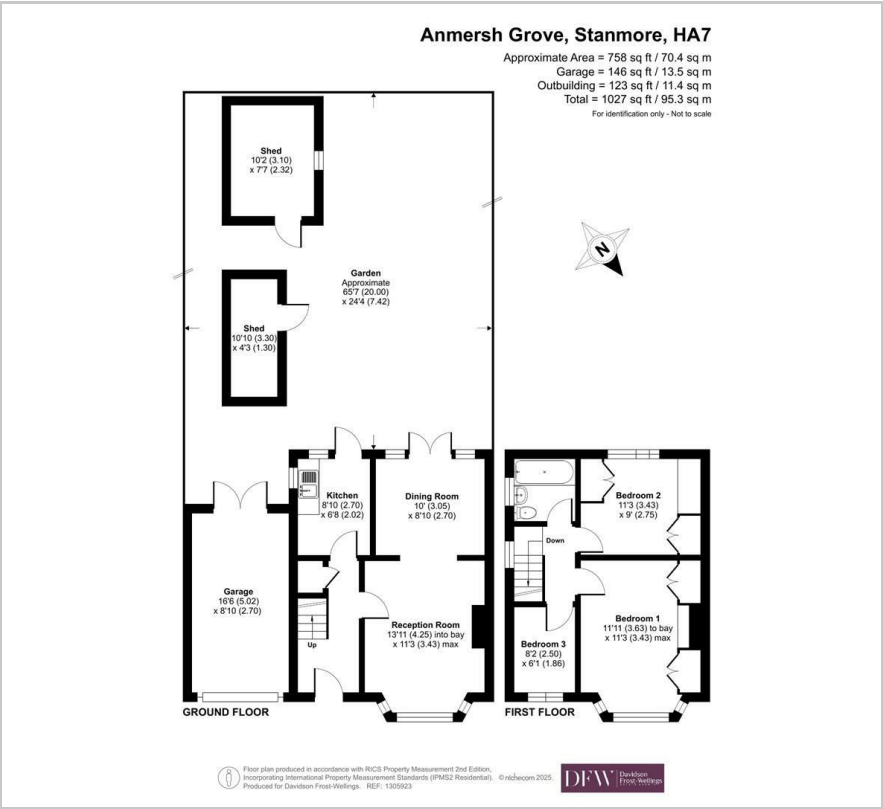 Anmersh Grove, Stanmore, HA7
Approximate Area = 758 sq ft / 70.4 sq m
Garage = 146 sq ft / 13.5 sq m
Outbuilding = 123 sq ft / 11.4 sq m
Total = 1027 sq ft / 95.3 sq m
For identification only - Not to scale
Shed
10'2 (3.10)
x 7'7 (2.32)
N
Garden
Approximate
65'7 (20.00)
x 24'4 (7.42)
Shed
10'10 (3.30)
x 4'3 (1.30)
Kitchen
8'10 (2.70)
x 6'8 (2.02)
Dining Room
10' (3.05)
x 8'10 (2.70)
Bedroom 2
11'3 (3.43)
x 9' (2.75)
Down
Garage
16'6 (5.02)
x 8'10 (2.70)
Up
Reception Room
13'11 (4.25) into bay
x 11'3 (3.43) max
Bedroom 1
11'11 (3.63) to bay
x 11'3 (3.43) max
Bedroom 3
8'2 (2.50)
x 6'1 (1.86)
GROUND FLOOR
FIRST FLOOR
Floor plan produced in accordance with RICS Property Measurement 2nd Edition,
Incorporating International Property Measurement Standards (IPMS2 Residential). © nichecom 2025.
Produced for Davidson Frost-Wellings. REF: 1305923
DFW
Davidson
Frost-Wellings